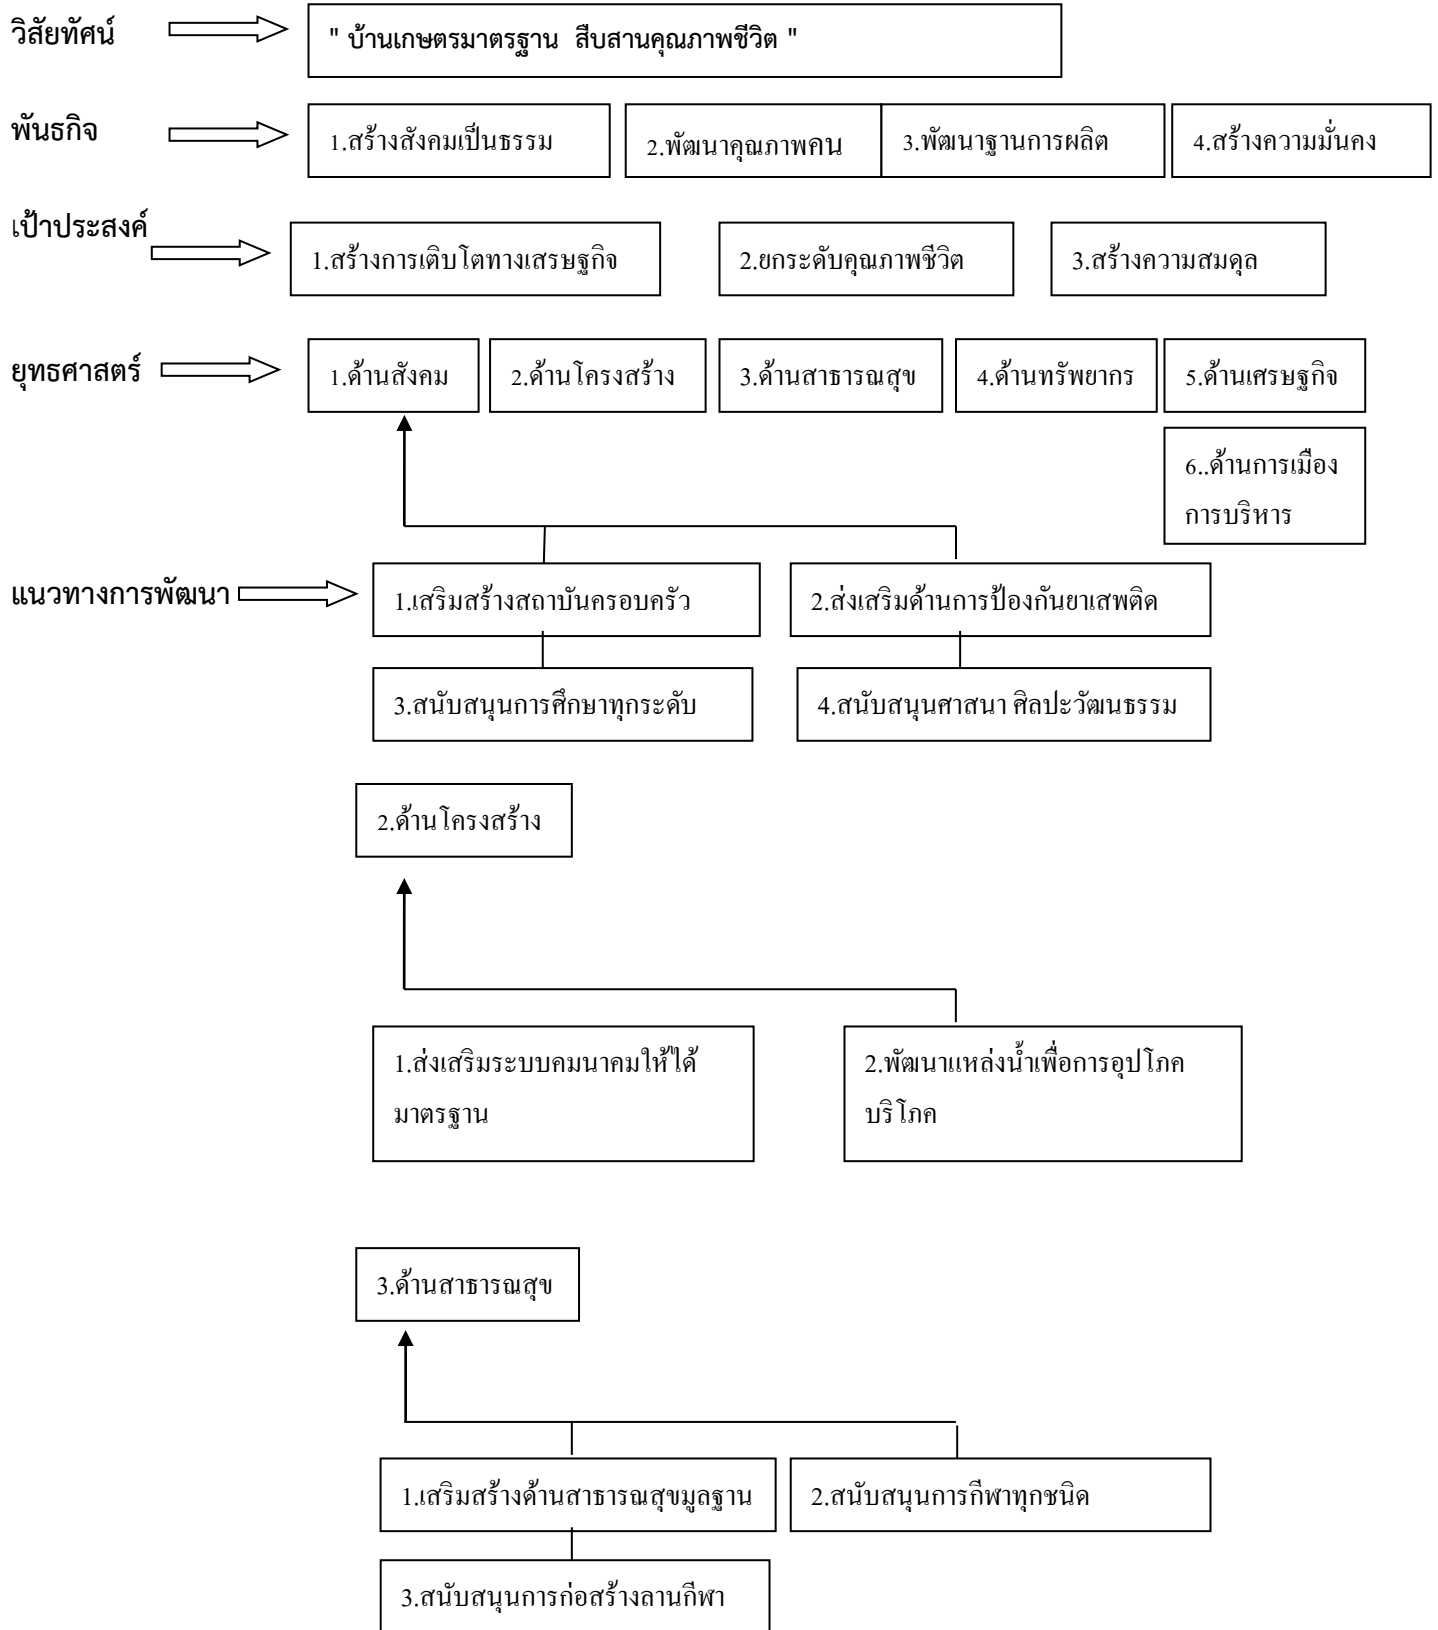 วิสัยทัศน์
" บ้านเกษตรมาตรฐาน สืบสานคุณภาพชีวิต "
พันธกิจ
1.สร้างสังคมเป็นธรรม
2.พัฒนาคุณภาพคน
3.พัฒนาฐานการผลิต
4.สร้างความมั่นคง
เป้าประสงค์
1.สร้างการเติบโตทางเสรษฐกิจ
2.ยกระดับคุณภาพชีวิต
3.สร้างความสมดุล
ยุทธศาสตร์
1.ด้านสังคม
2.ด้านโครงสร้าง
3.ด้านสาธารณสุข
4.ด้านทรัพยากร
5.ด้านเศรษฐกิจ
6..ด้านการเมือง
การบริหาร
แนวทางการพัฒนา
1.เสริมสร้างสถาบันครอบครัว
2.ส่งเสริมด้านการป้องกันยาเสพติด
3.สนับสนุนการศึกษาทุกระดับ
4.สนับสนุนศาสนา ศิลปะวัฒนธรรม
2.ด้านโครงสร้าง
1.ส่งเสริมระบบคมนาคมให้ได้
มาตรฐาน
2.พัฒนาแหล่งน้ำเพื่อการอุปโภค
บริโภค
3.ด้านสาธารณสุข
1.เสริมสร้างด้านสาธารณสุขมูลฐาน
2.สนับสนุนการกีฬาทุกชนิด
3.สนับสนุนการก่อสร้างลานกีฬา